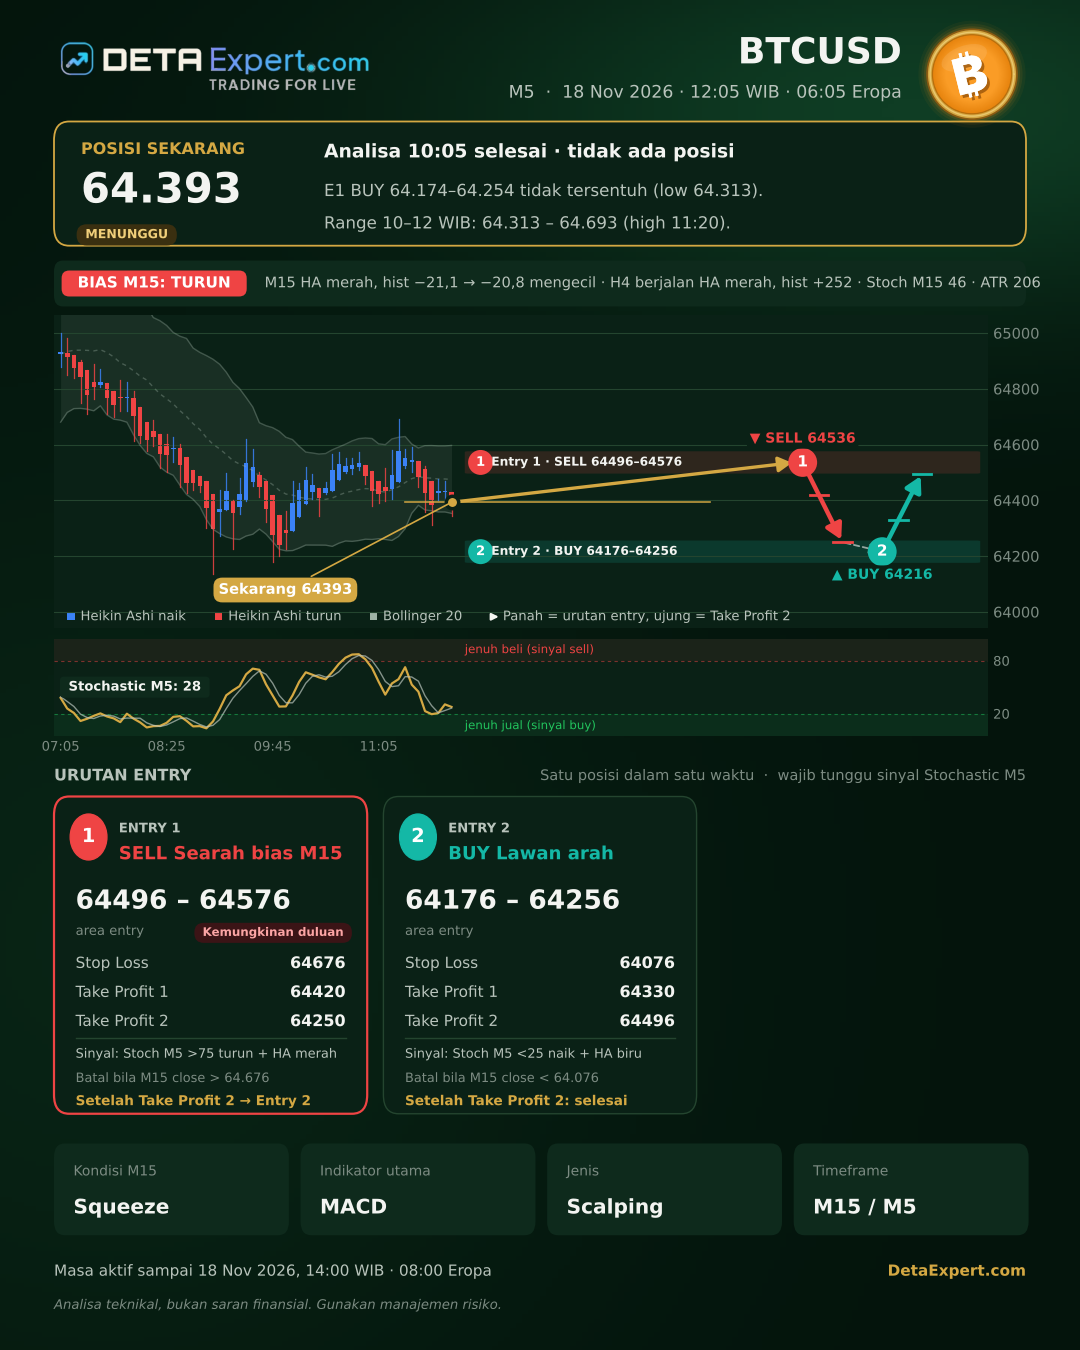 DETA Expert.com
TRADING FOR LIVE
BTCUSD
M5 · 18 Nov 2026 · 12:05 WIB · 06:05 Eropa
POSISI SEKARANG
64.393
MENUNGGU
Analisa 10:05 selesai · tidak ada posisi
E1 BUY 64.174–64.254 tidak tersentuh (low 64.313).
Range 10–12 WIB: 64.313 – 64.693 (high 11:20).
BIAS M15: TURUN
M15 HA merah, hist −21,1 → −20,8 mengecil · H4 berjalan HA merah, hist +252 · Stoch M15 46 · ATR 206
65000
64800
64600
64400
64200
64000
▼ SELL 64536
1 Entry 1 · SELL 64496–64576
1
2 Entry 2 · BUY 64176–64256
2
▲ BUY 64216
Sekarang 64393
Heikin Ashi naik
Heikin Ashi turun
Bollinger 20
Panah = urutan entry, ujung = Take Profit 2
jenuh beli (sinyal sell)
80
Stochastic M5: 28
20
jenuh jual (sinyal buy)
07:05
08:25
09:45
11:05
URUTAN ENTRY
Satu posisi dalam satu waktu · wajib tunggu sinyal Stochastic M5
1
ENTRY 1
SELL Searah bias M15
64496 – 64576
area entry
Kemungkinan duluan
Stop Loss 64676
Take Profit 1 64420
Take Profit 2 64250
Sinyal: Stoch M5 >75 turun + HA merah
Batal bila M15 close > 64.676
Setelah Take Profit 2 → Entry 2
2
ENTRY 2
BUY Lawan arah
64176 – 64256
area entry
Stop Loss 64076
Take Profit 1 64330
Take Profit 2 64496
Sinyal: Stoch M5 <25 naik + HA biru
Batal bila M15 close < 64.076
Setelah Take Profit 2: selesai
Kondisi M15
Squeeze
Indikator utama
MACD
Jenis
Scalping
Timeframe
M15 / M5
Masa aktif sampai 18 Nov 2026, 14:00 WIB · 08:00 Eropa
DetaExpert.com
Analisa teknikal, bukan saran finansial. Gunakan manajemen risiko.